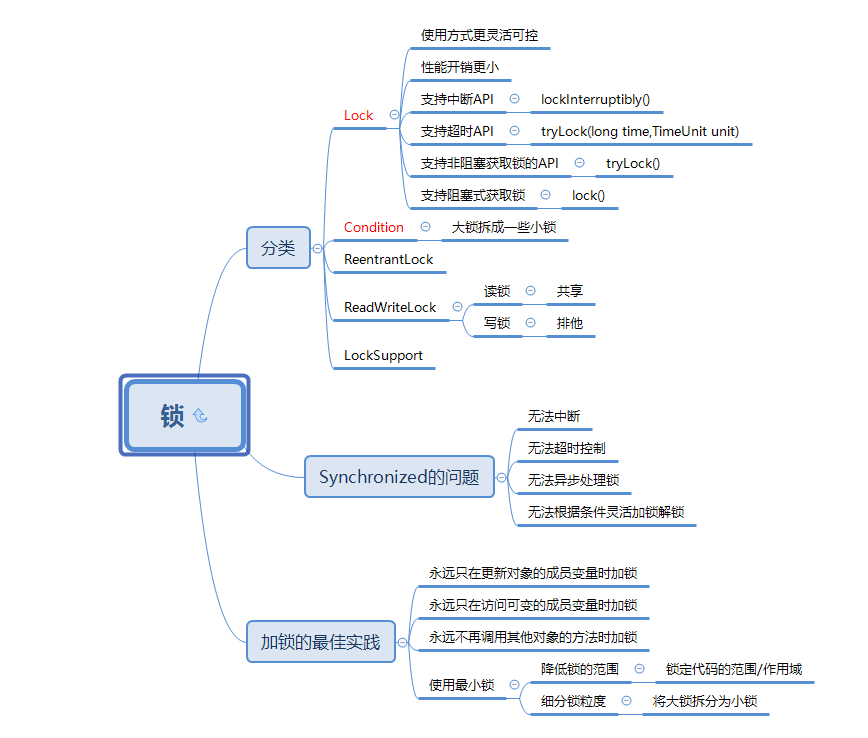 锁
分类
Lock
使用方式更灵活可控
性能开销更小
支持中断API
lockInterruptibly()
支持超时API
tryLock(long time,TimeUnit unit)
支持非阻塞获取锁的API
tryLock()
支持阻塞式获取锁
lock()
Condition
大锁拆成一些小锁
ReentrantLock
ReadWriteLock
读锁
共享
写锁
排他
LockSupport
Synchronized的问题
无法中断
无法超时控制
无法异步处理锁
无法根据条件灵活加锁解锁
加锁的最佳实践
永远只在更新对象的成员变量时加锁
永远只在访问可变的成员变量时加锁
永远不再调用其他对象的方法时加锁
使用最小锁
降低锁的范围
锁定代码的范围/作用域
细分锁粒度
将大锁拆分为小锁